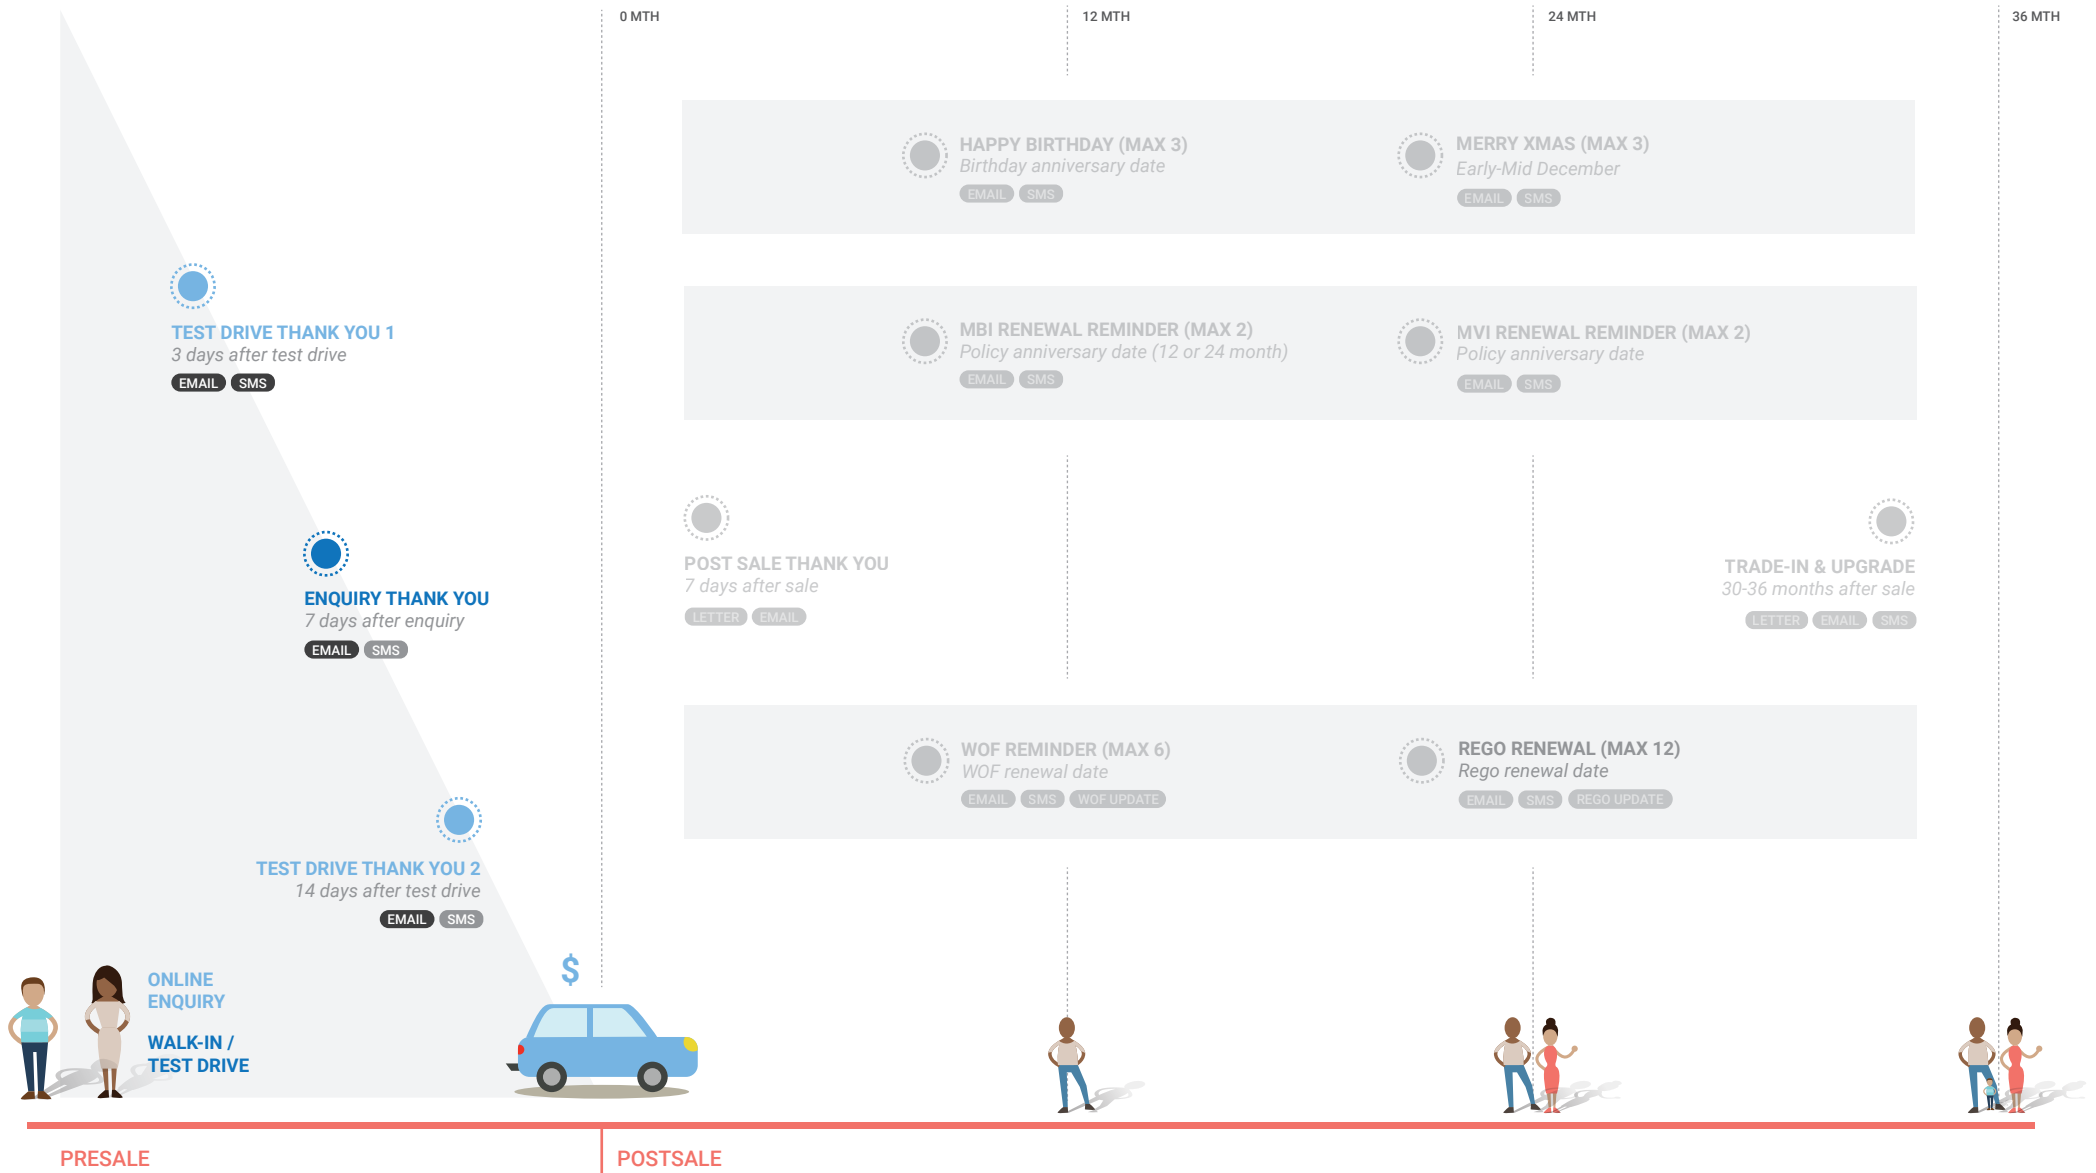 0 MTH
12 MTH
24 MTH
36 MTH
HAPPY BIRTHDAY (MAX 3)
Birthday anniversary date
EMAIL SMS
MERRY XMAS (MAX 3)
Early-Mid December
EMAIL SMS
TEST DRIVE THANK YOU 1
3 days after test drive
EMAIL SMS
MBI RENEWAL REMINDER (MAX 2)
Policy anniversary date (12 or 24 month)
EMAIL SMS
MVI RENEWAL REMINDER (MAX 2)
Policy anniversary date
EMAIL SMS
ENQUIRY THANK YOU
7 days after enquiry
EMAIL SMS
POST SALE THANK YOU
7 days after sale
LETTER EMAIL
TRADE-IN & UPGRADE
30-36 months after sale
LETTER EMAIL SMS
WOF REMINDER (MAX 6)
WOF renewal date
EMAIL SMS WOF UPDATE
REGO RENEWAL (MAX 12)
Rego renewal date
EMAIL SMS REGO UPDATE
TEST DRIVE THANK YOU 2
14 days after test drive
EMAIL SMS
ONLINE
ENQUIRY
WALK-IN /
TEST DRIVE
$
PRESALE
POSTSALE